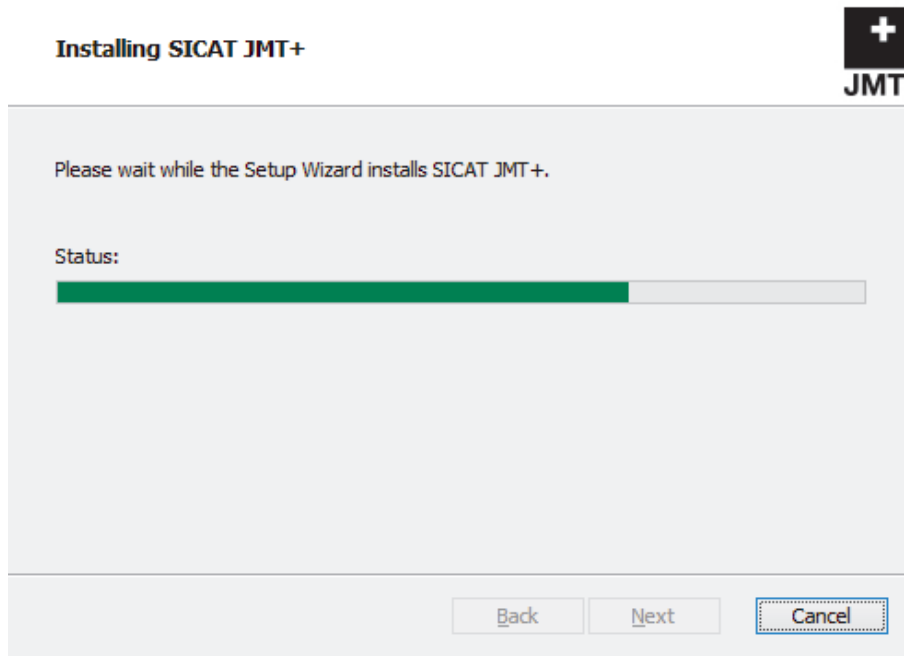 Installing SICAT JMT+
+
JMT
Please wait while the Setup Wizard installs SICAT JMT+.
Status:
Back
Next
Cancel